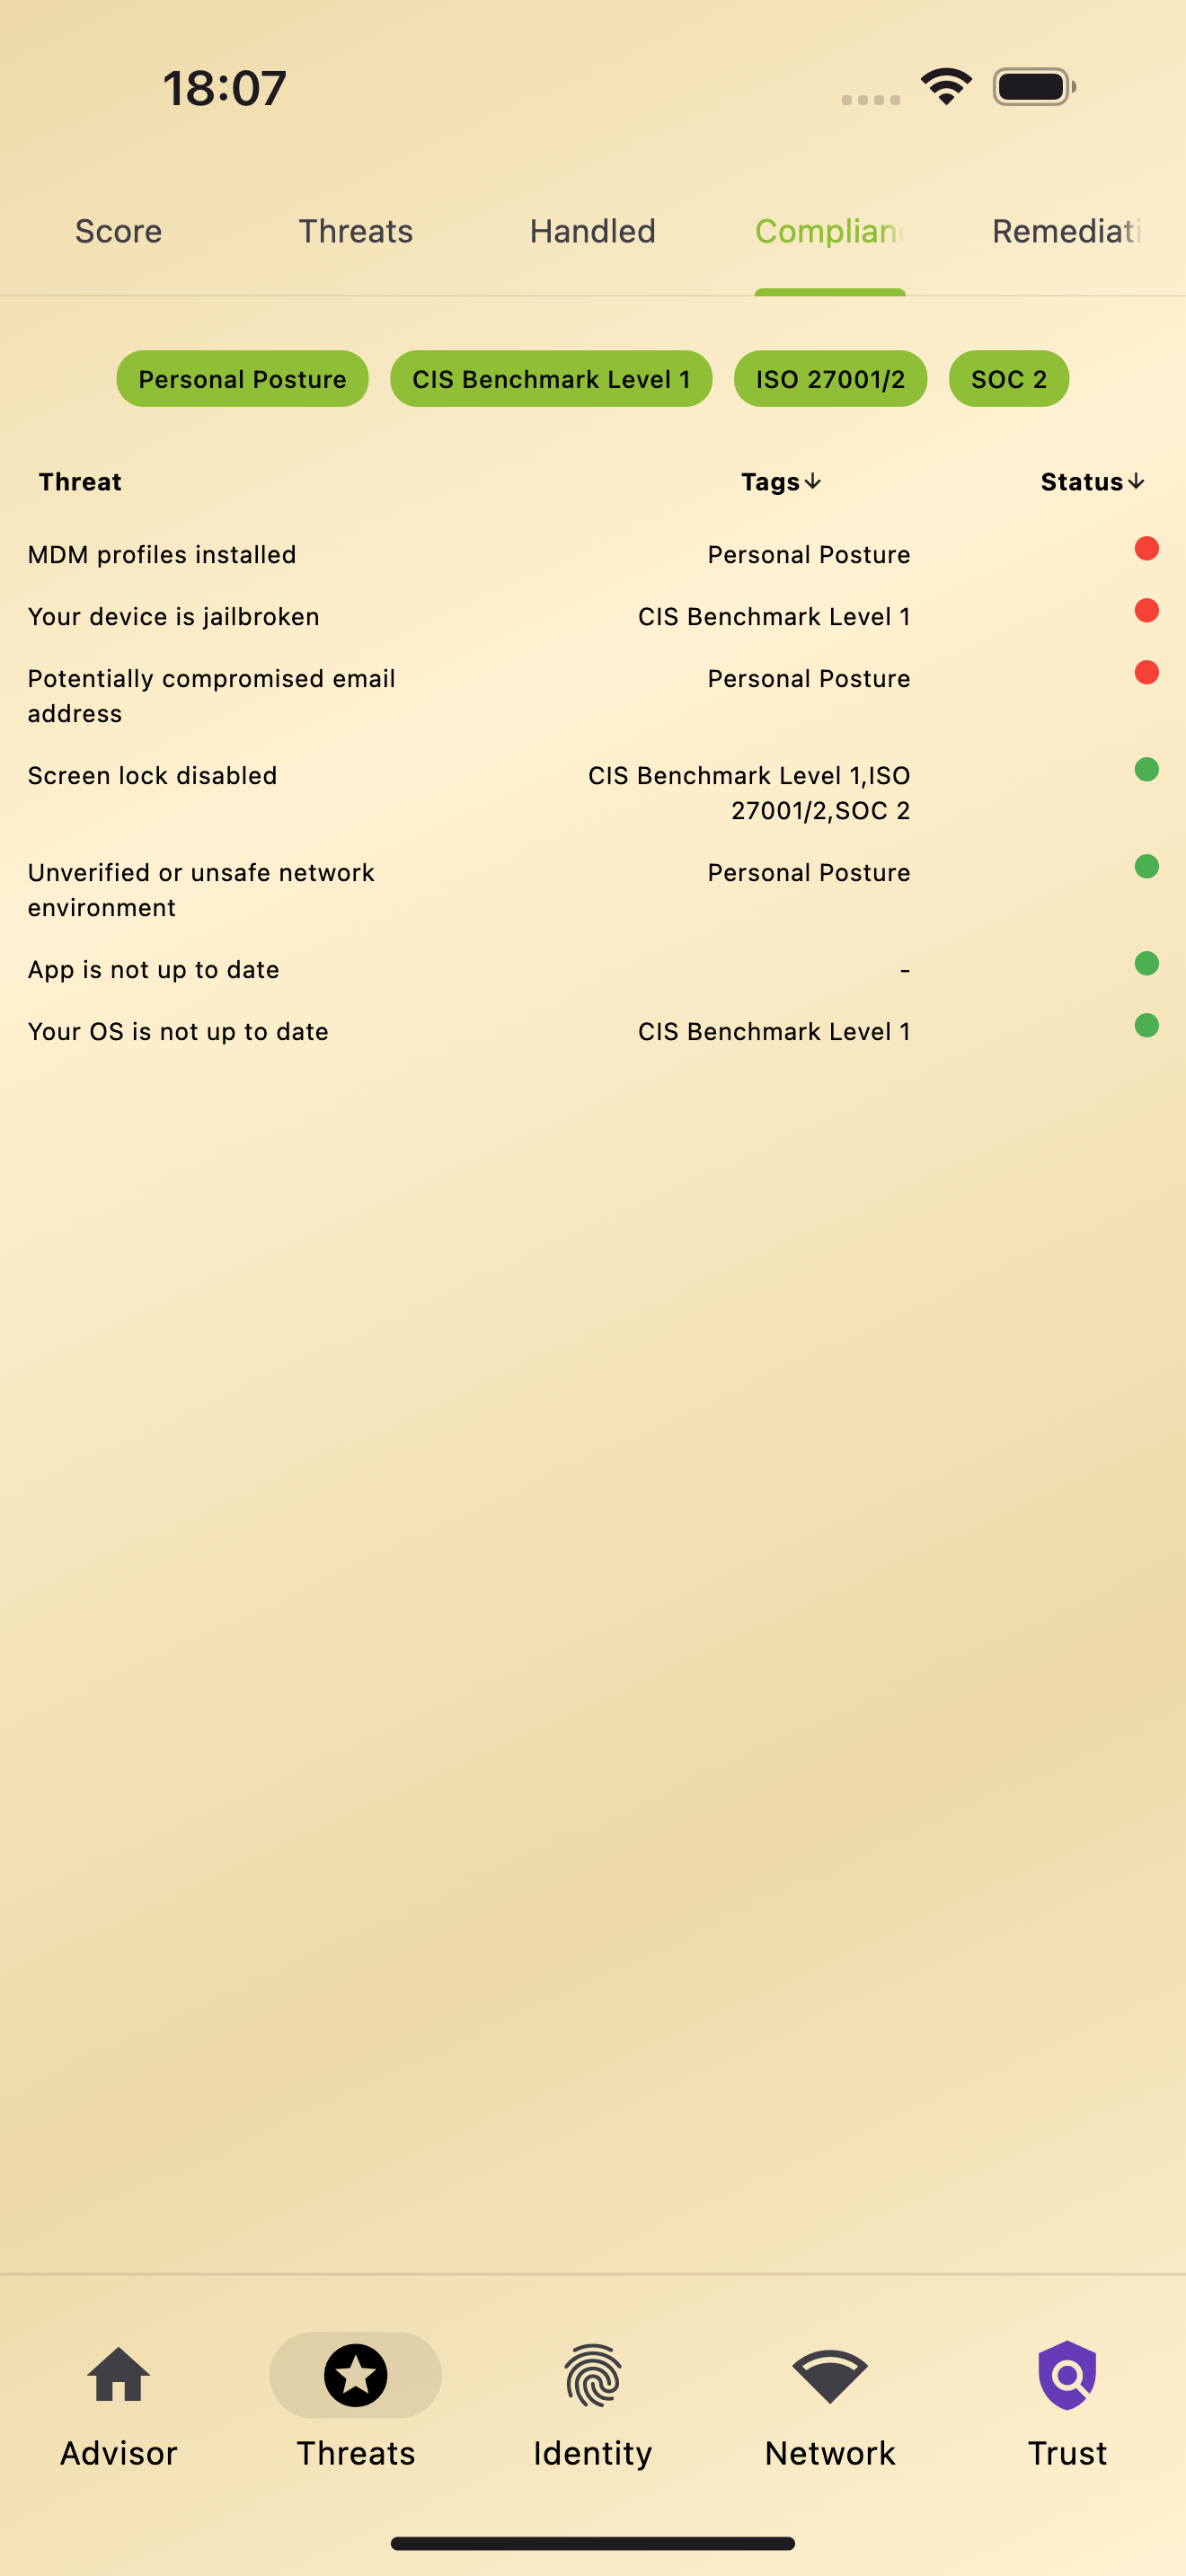 18:07
Score Threats Handled Complianc Remediati
Personal Posture CIS Benchmark Level 1 ISO 27001/2 SOC 2
Threat Tags↓ Status↓
MDM profiles installed Personal Posture
Your device is jailbroken CIS Benchmark Level 1
Potentially compromised email Personal Posture
address
Screen lock disabled CIS Benchmark Level 1,ISO
27001/2,SOC 2
Unverified or unsafe network Personal Posture
environment
App is not up to date -
Your OS is not up to date CIS Benchmark Level 1
Advisor Threats Identity Network Trust